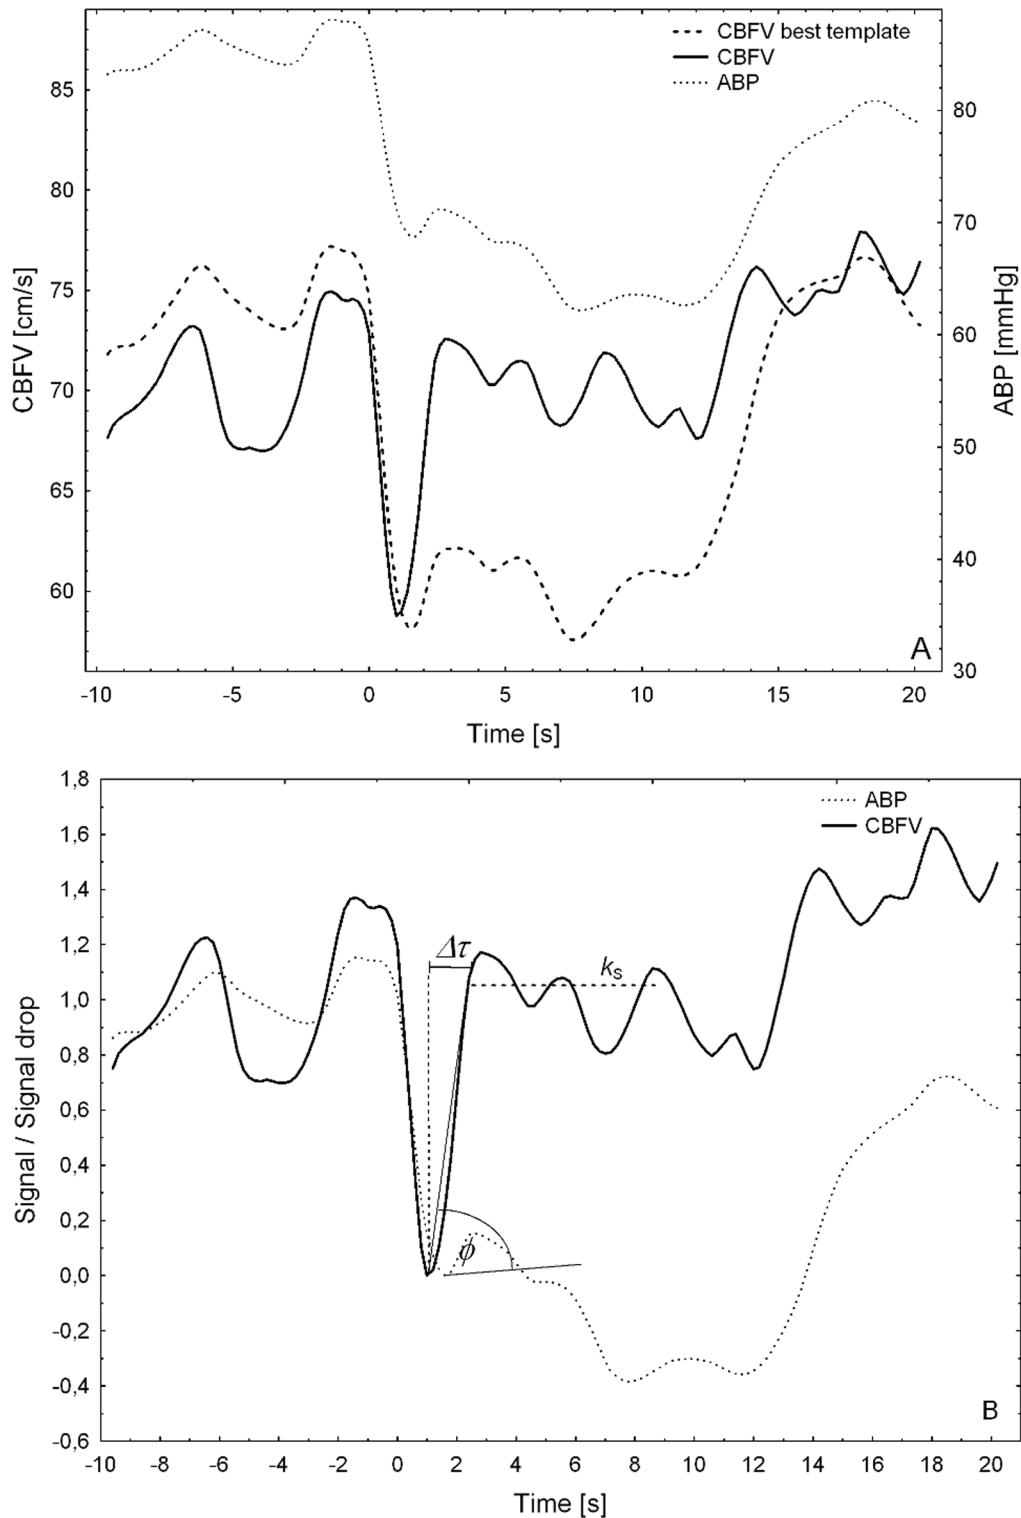 CBFV best template
CBFV
ABP
85
80
75
70
65
60
CBFV [cm/s]
80
70
60
50
40
30
ABP [mmHg]
A
-10 -5 0 5 10 15 20
Time [s]
1,8
1,6
1,4
1,2
1,0
0,8
0,6
0,4
0,2
0,0
-0,2
-0,4
-0,6
Signal / Signal drop
ABP
CBFV
Δτ
ks
ϕ
B
-10 -8 -6 -4 -2 0 2 4 6 8 10 12 14 16 18 20
Time [s]